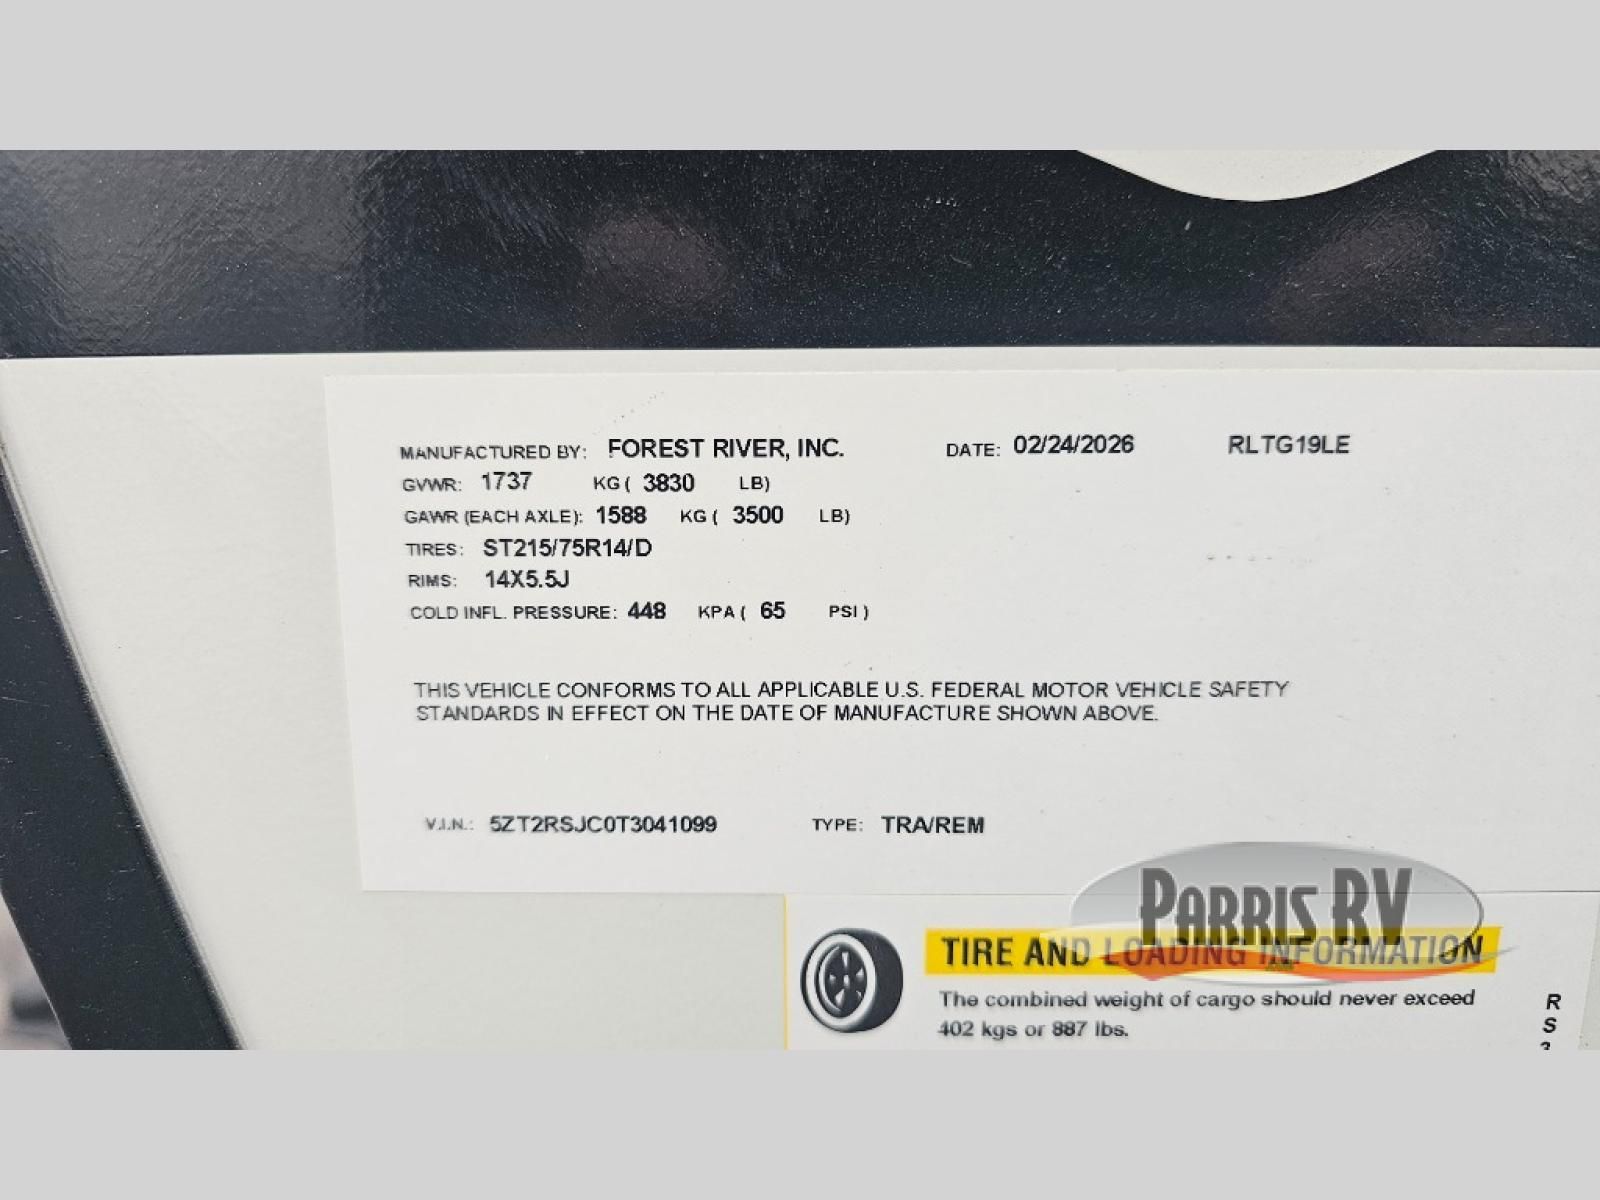 MANUFACTURED BY: FOREST RIVER, INC. DATE: 02/24/2026 RLTG19LE
GVWR: 1737 KG ( 3830 LB)
GAWR (EACH AXLE): 1588 KG ( 3500 LB)
TIRES: ST215/75R14/D
RIMS: 14X5.5J
COLD INFL. PRESSURE: 448 KPA ( 65 PSI )
THIS VEHICLE CONFORMS TO ALL APPLICABLE U.S. FEDERAL MOTOR VEHICLE SAFETY
STANDARDS IN EFFECT ON THE DATE OF MANUFACTURE SHOWN ABOVE.
V.I.N.: 5ZT2RSJC0T3041099 TYPE: TRA/REM
PARRIS RV
TIRE AND LOADING INFORMATION
The combined weight of cargo should never exceed
402 kgs or 887 lbs.
R
S